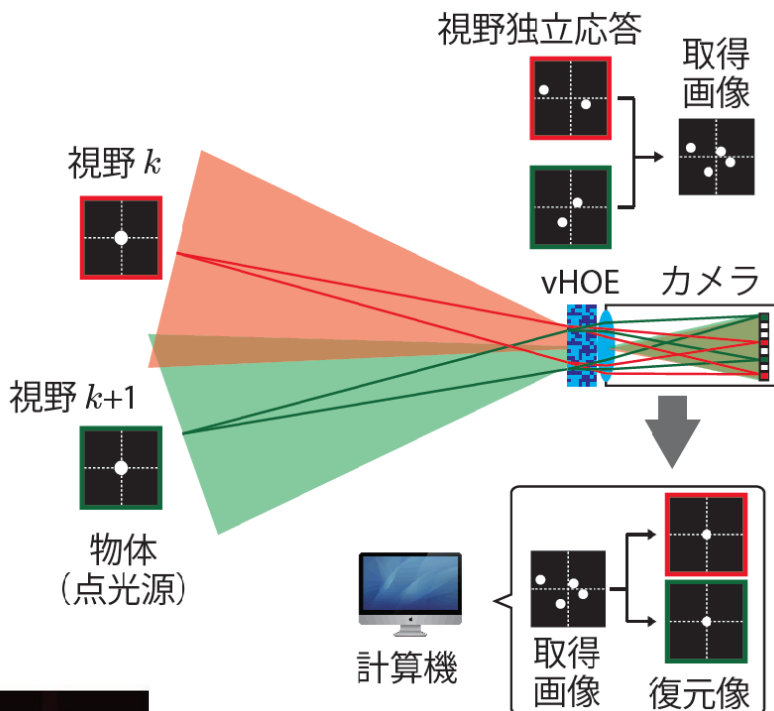 視野独立応答
取得
画像
視野 k
vHOE
カメラ
視野 k+1
物体
（点光源）
計算機
取得
画像
復元像